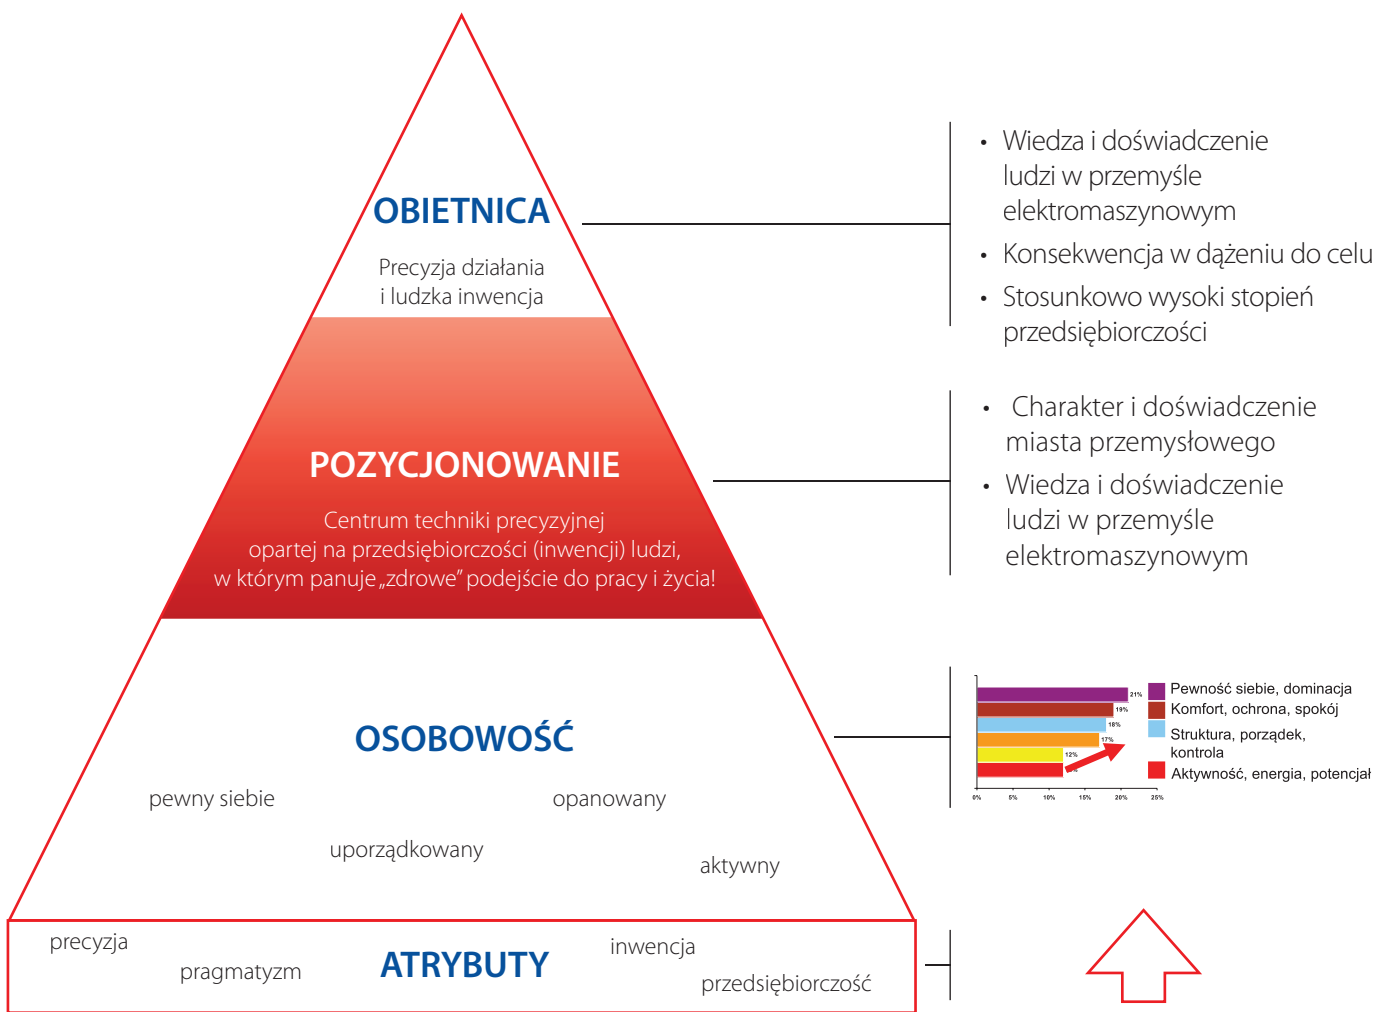 OBIETNICA
Precyzja działania
i ludzka inwencja
• Wiedza i doświadczenie
ludzi w przemyśle
elektromaszynowym
• Konsekwencja w dążeniu do celu
• Stosunkowo wysoki stopień
przedsiębiorczości
POZYCJONOWANIE
Centrum techniki precyzyjnej
opartej na przedsiębiorczości (inwencji) ludzi,
w którym panuje „zdrowe” podejście do pracy i życia!
• Charakter i doświadczenie
miasta przemysłowego
• Wiedza i doświadczenie
ludzi w przemyśle
elektromaszynowym
OSOBOWOŚĆ
pewny siebie
opanowany
uporządkowany
aktywny
21%
19%
18%
17%
12%
0% 5% 10% 15% 20% 25%
Pewność siebie, dominacja
Komfort, ochrona, spokój
Struktura, porządek,
kontrola
Aktywność, energia, potencjał
precyzja
pragmatyzm
ATRYBUTY
inwencja
przedsiębiorczość